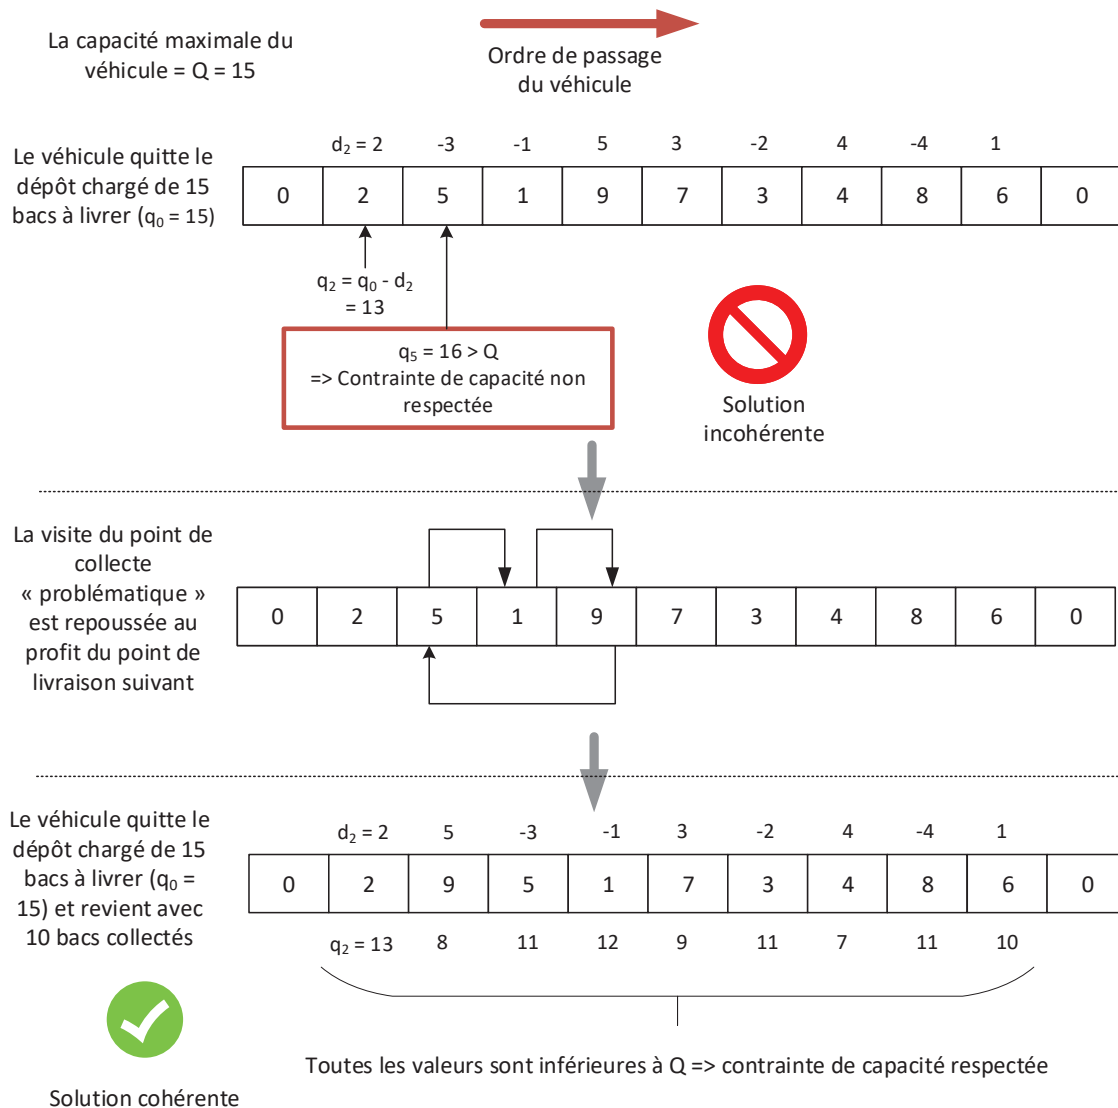 La capacité maximale du
véhicule = Q = 15
Ordre de passage
du véhicule
Le véhicule quitte le
dépôt chargé de 15
bacs à livrer (q₀ = 15)
d₂ = 2 -3 -1 5 3 -2 4 -4 1
0 2 5 1 9 7 3 4 8 6 0
q₂ = q₀ - d₂
= 13
q₅ = 16 > Q
=> Contrainte de capacité non
respectée
Solution
incohérente
La visite du point de
collecte
« problématique »
est repoussée au
profit du point de
livraison suivant
0 2 5 1 9 7 3 4 8 6 0
Le véhicule quitte le
dépôt chargé de 15
bacs à livrer (q₀ =
15) et revient avec
10 bacs collectés
d₂ = 2 5 -3 -1 3 -2 4 -4 1
0 2 9 5 1 7 3 4 8 6 0
q₂ = 13 8 11 12 9 11 7 11 10
Toutes les valeurs sont inférieures à Q => contrainte de capacité respectée
Solution cohérente